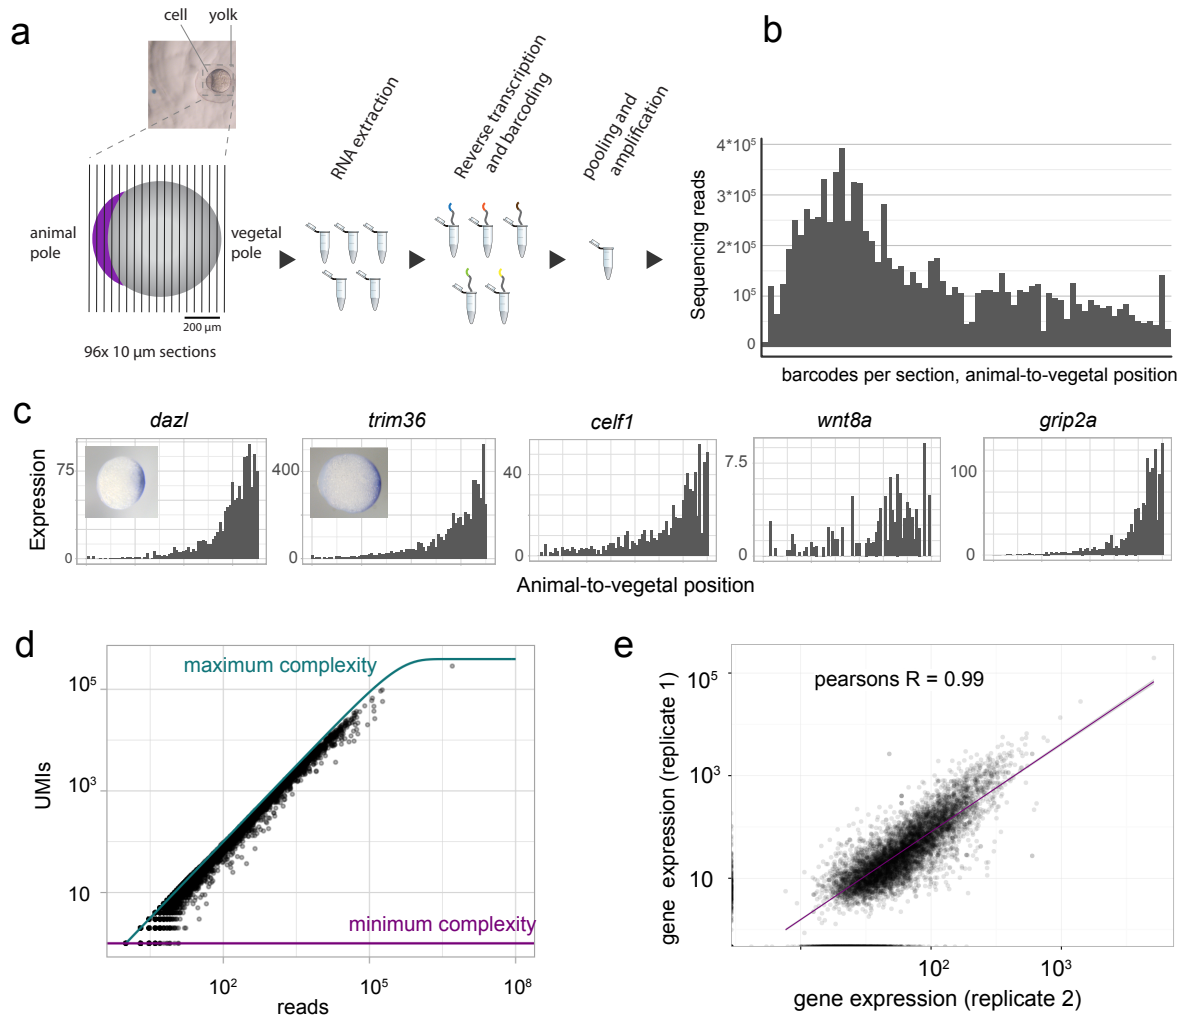 a
cell
yolk
animal
pole
vegetal
pole
200 µm
96x 10 µm sections
RNA extraction
Reverse transcription
and barcoding
pooling and
amplification
b
Sequencing reads
4*10⁵
3*10⁵
2*10⁵
10⁵
0
barcodes per section, animal-to-vegetal position
c
dazl
trim36
celf1
wnt8a
grip2a
Expression
75
0
400
0
40
0
7.5
0
100
0
Animal-to-vegetal position
d
UMIs
10⁵
10³
10
maximum complexity
minimum complexity
10²
10⁵
10⁸
reads
e
gene expression (replicate 1)
10⁵
10³
10
pearsons R = 0.99
10²
10³
gene expression (replicate 2)